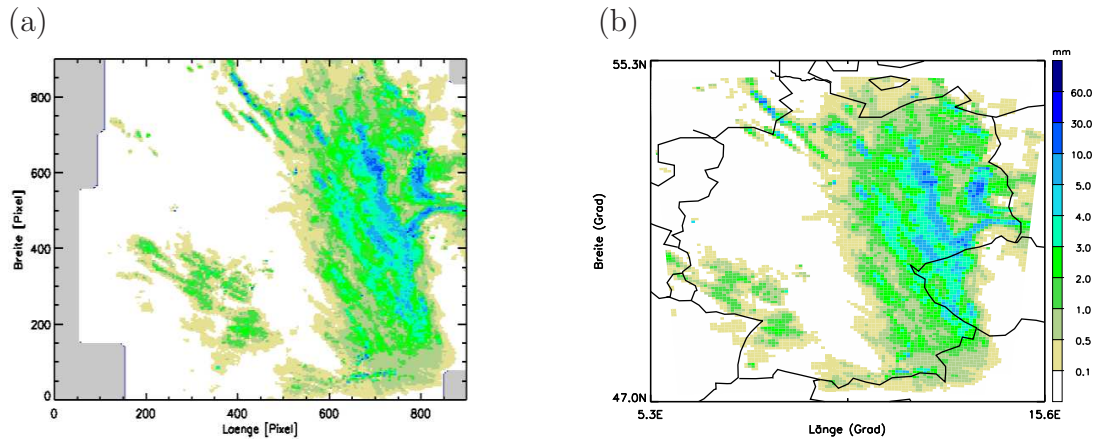 (a)
(b)
Breite [Pixel]
800
600
400
200
0
0 200 400 600 800
Laenge [Pixel]
55.3N
Breite (Grad)
47.0N
5.3E 15.6E
Länge (Grad)
mm
60.0
30.0
10.0
5.0
4.0
3.0
2.0
1.0
0.5
0.1